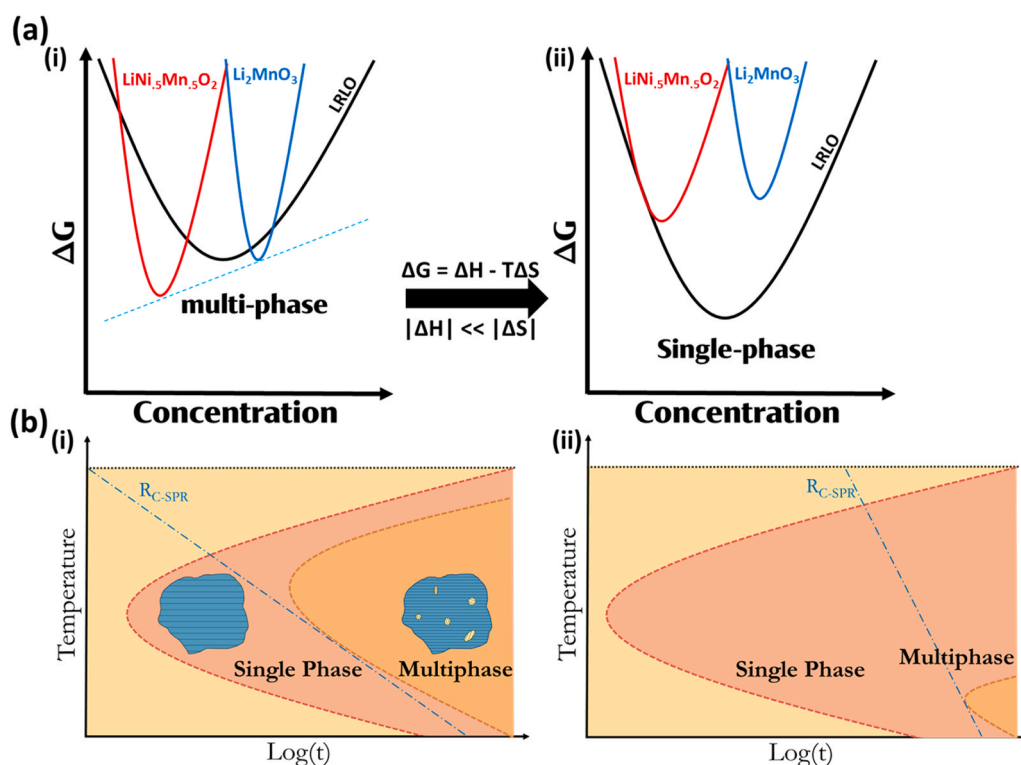 (a)
(i)
LiNi.5Mn.5O2
Li2MnO3
LRLO
ΔG
multi-phase
Concentration
ΔG = ΔH - TΔS
|ΔH| << |ΔS|
(ii)
LiNi.5Mn.5O2
Li2MnO3
LRLO
ΔG
Single-phase
Concentration
(b)
(i)
RC-SPR
Temperature
Single Phase
Multiphase
Log(t)
(ii)
RC-SPR
Temperature
Single Phase
Multiphase
Log(t)